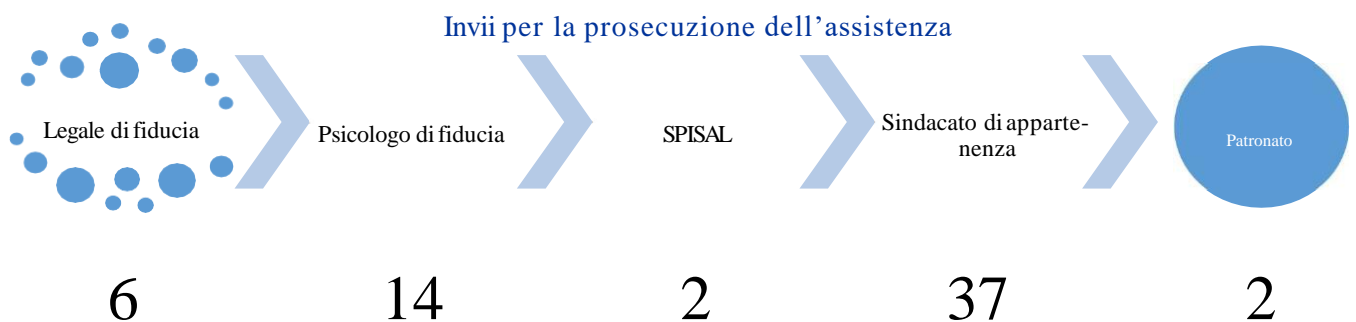 Invii per la prosecuzione dell’assistenza
Legale di fiducia
Psicologo di fiducia
SPISAL
Sindacato di apparte-
nenza
Patronato
6
14
2
37
2